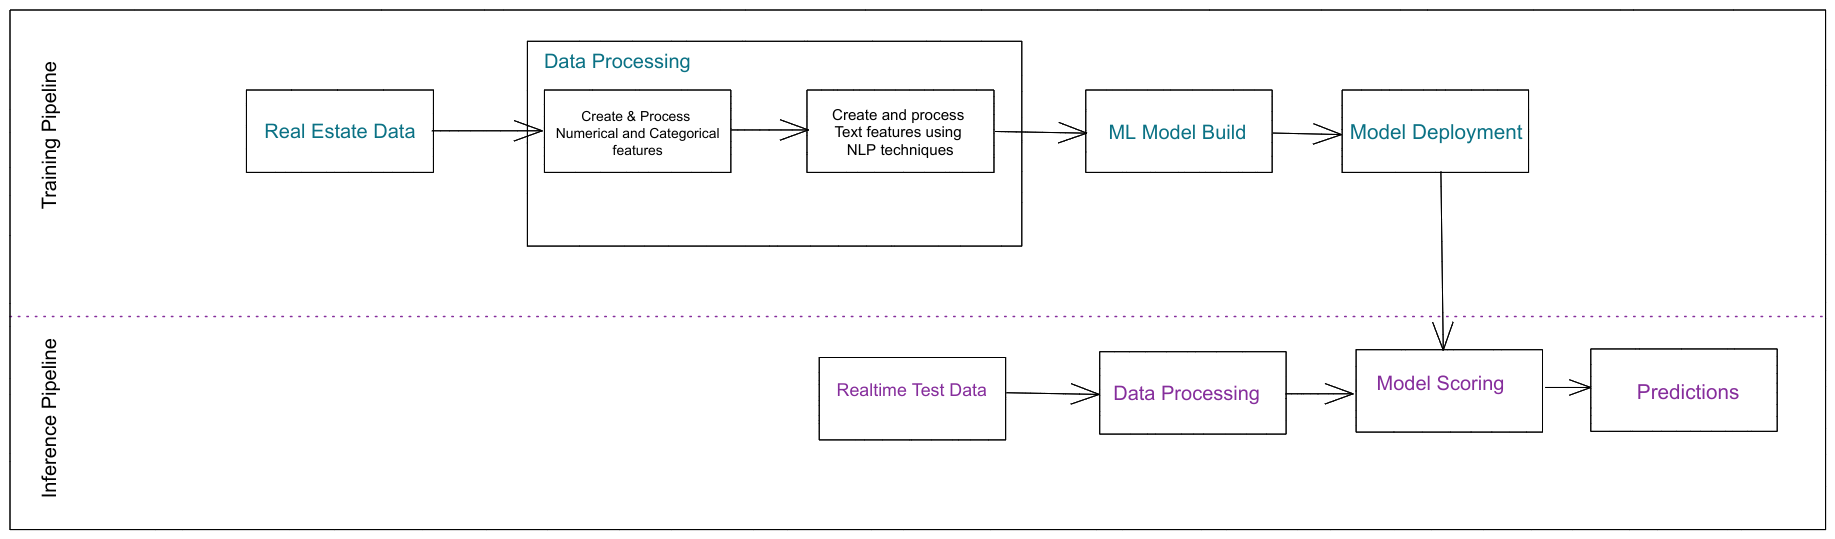 Training Pipeline
Data Processing
Real Estate Data
Create & Process
Numerical and Categorical
features
Create and process
Text features using
NLP techniques
ML Model Build
Model Deployment
Inference Pipeline
Realtime Test Data
Data Processing
Model Scoring
Predictions